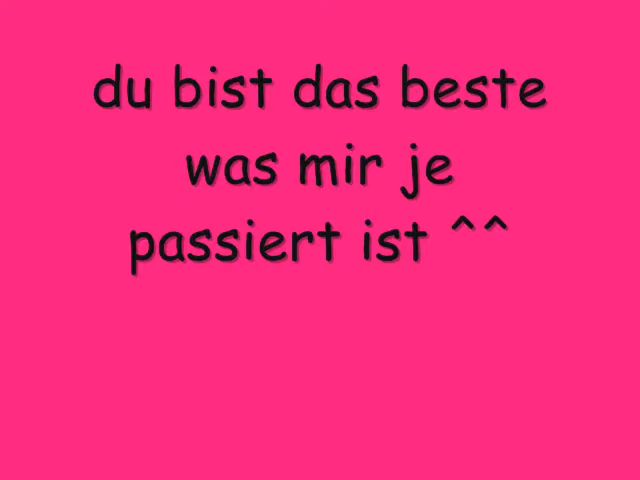 du bist das beste
was mir je
passiert ist ^^